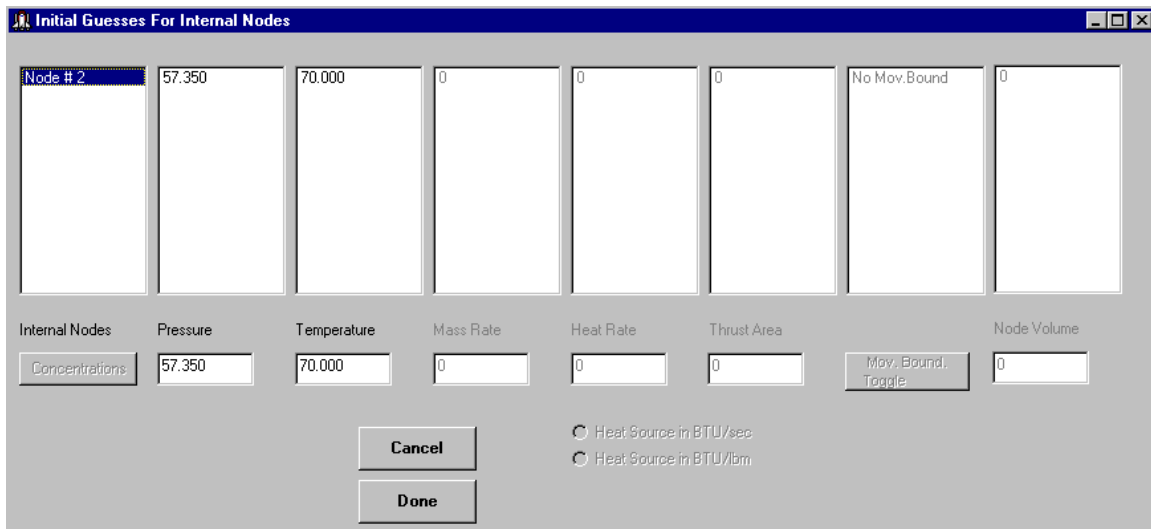 Initial Guesses For Internal Nodes
Node # 2 57.350 70.000 0 0 0 No Mov.Bound 0
Internal Nodes Pressure Temperature Mass Rate Heat Rate Thrust Area Node Volume
Concentrations 57.350 70.000 0 0 0 Mov. Bound. 0
Toggle
Cancel Heat Source in BTU/sec
Heat Source in BTU/lbm
Done